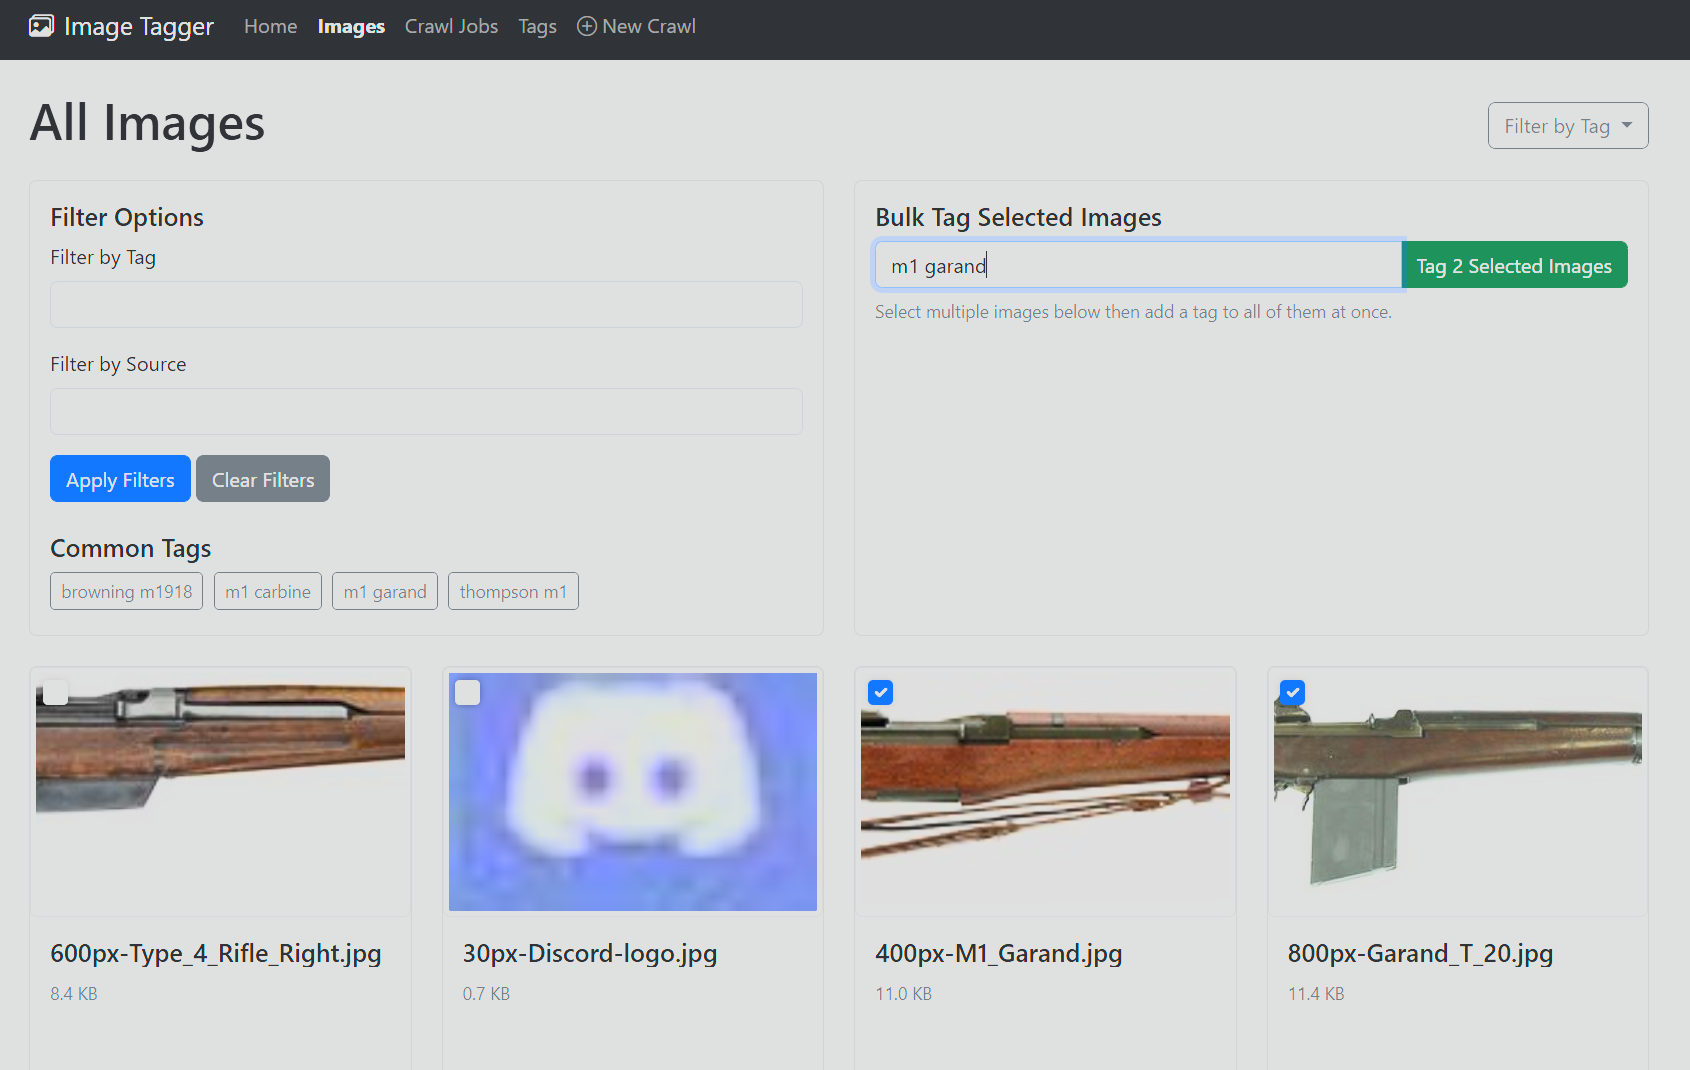 Image Tagger Home Images Crawl Jobs Tags New Crawl
All Images
Filter by Tag
Filter Options
Filter by Tag
Filter by Source
Apply Filters Clear Filters
Common Tags
browning m1918 m1 carbine m1 garand thompson m1
Bulk Tag Selected Images
m1 garand Tag 2 Selected Images
Select multiple images below then add a tag to all of them at once.
600px-Type_4_Rifle_Right.jpg
8.4 KB
30px-Discord-logo.jpg
0.7 KB
400px-M1_Garand.jpg
11.0 KB
800px-Garand_T_20.jpg
11.4 KB